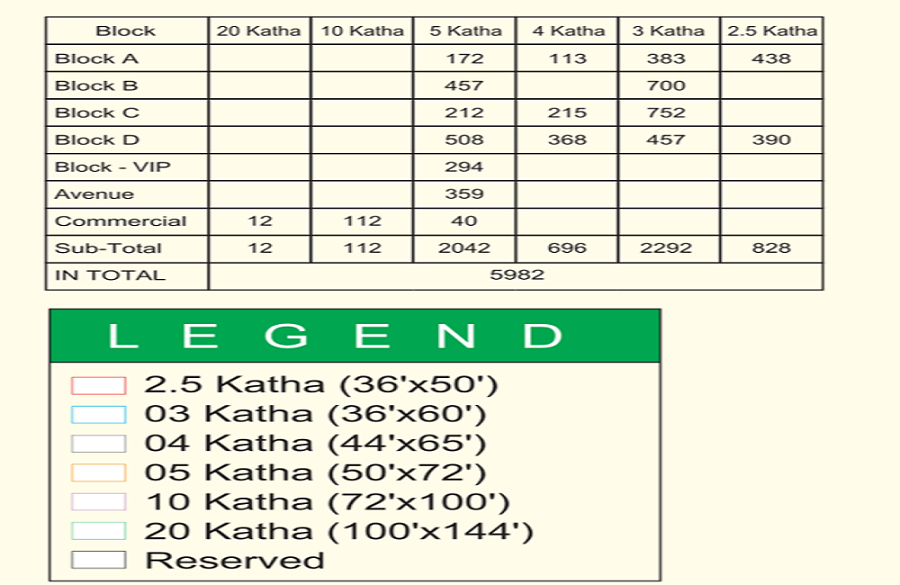 Block 20 Katha 10 Katha 5 Katha 4 Katha 3 Katha 2.5 Katha
Block A 172 113 383 438
Block B 457 700
Block C 212 215 752
Block D 508 368 457 390
Block - VIP 294
Avenue 359
Commercial 12 112 40
Sub-Total 12 112 2042 696 2292 828
IN TOTAL 5982
LEGEND
2.5 Katha (36'x50')
03 Katha (36'x60')
04 Katha (44'x65')
05 Katha (50'x72')
10 Katha (72'x100')
20 Katha (100'x144')
Reserved